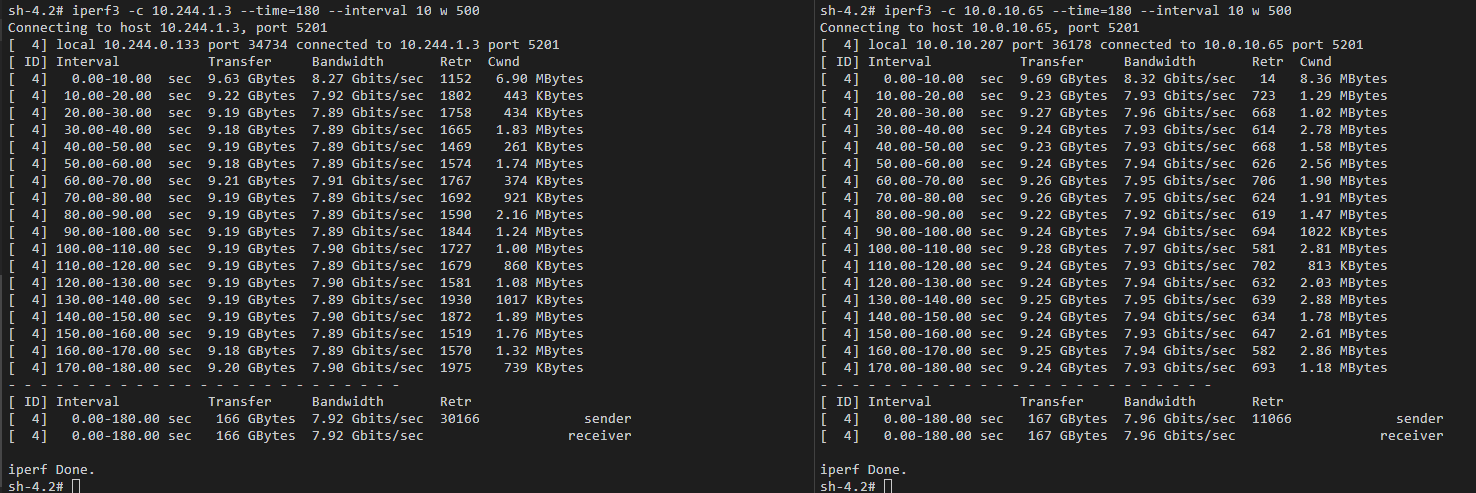 sh-4.2# iperf3 -c 10.244.1.3 --time=180 --interval 10 w 500
Connecting to host 10.244.1.3, port 5201
[  4] local 10.244.0.133 port 34734 connected to 10.244.1.3 port 5201
[ ID] Interval           Transfer     Bandwidth       Retr  Cwnd
[  4]   0.00-10.00  sec  9.63 GBytes  8.27 Gbits/sec  1152   6.90 MBytes
[  4]  10.00-20.00  sec  9.22 GBytes  7.92 Gbits/sec  1802    443 KBytes
[  4]  20.00-30.00  sec  9.19 GBytes  7.89 Gbits/sec  1758    434 KBytes
[  4]  30.00-40.00  sec  9.18 GBytes  7.89 Gbits/sec  1665   1.83 MBytes
[  4]  40.00-50.00  sec  9.19 GBytes  7.89 Gbits/sec  1469    261 KBytes
[  4]  50.00-60.00  sec  9.18 GBytes  7.89 Gbits/sec  1574   1.74 MBytes
[  4]  60.00-70.00  sec  9.21 GBytes  7.91 Gbits/sec  1767    374 KBytes
[  4]  70.00-80.00  sec  9.19 GBytes  7.89 Gbits/sec  1692    921 KBytes
[  4]  80.00-90.00  sec  9.19 GBytes  7.89 Gbits/sec  1590   2.16 MBytes
[  4]  90.00-100.00 sec  9.19 GBytes  7.89 Gbits/sec  1844   1.24 MBytes
[  4] 100.00-110.00 sec  9.19 GBytes  7.90 Gbits/sec  1727   1.00 MBytes
[  4] 110.00-120.00 sec  9.19 GBytes  7.89 Gbits/sec  1679    860 KBytes
[  4] 120.00-130.00 sec  9.19 GBytes  7.90 Gbits/sec  1581   1.08 MBytes
[  4] 130.00-140.00 sec  9.19 GBytes  7.89 Gbits/sec  1930   1017 KBytes
[  4] 140.00-150.00 sec  9.19 GBytes  7.90 Gbits/sec  1872   1.89 MBytes
[  4] 150.00-160.00 sec  9.19 GBytes  7.89 Gbits/sec  1519   1.76 MBytes
[  4] 160.00-170.00 sec  9.18 GBytes  7.89 Gbits/sec  1570   1.32 MBytes
[  4] 170.00-180.00 sec  9.20 GBytes  7.90 Gbits/sec  1975    739 KBytes
- - - - - - - - - - - - - - - - - - - - - - - - -
[ ID] Interval           Transfer     Bandwidth       Retr
[  4]   0.00-180.00 sec   166 GBytes  7.92 Gbits/sec  30166             sender
[  4]   0.00-180.00 sec   166 GBytes  7.92 Gbits/sec                  receiver

iperf Done.
sh-4.2#
sh-4.2# iperf3 -c 10.0.10.65 --time=180 --interval 10 w 500
Connecting to host 10.0.10.65, port 5201
[  4] local 10.0.10.207 port 36178 connected to 10.0.10.65 port 5201
[ ID] Interval           Transfer     Bandwidth       Retr  Cwnd
[  4]   0.00-10.00  sec  9.69 GBytes  8.32 Gbits/sec   14   8.36 MBytes
[  4]  10.00-20.00  sec  9.23 GBytes  7.93 Gbits/sec  723   1.29 MBytes
[  4]  20.00-30.00  sec  9.27 GBytes  7.96 Gbits/sec  668   1.02 MBytes
[  4]  30.00-40.00  sec  9.24 GBytes  7.93 Gbits/sec  614   2.78 MBytes
[  4]  40.00-50.00  sec  9.23 GBytes  7.93 Gbits/sec  668   1.58 MBytes
[  4]  50.00-60.00  sec  9.24 GBytes  7.94 Gbits/sec  626   2.56 MBytes
[  4]  60.00-70.00  sec  9.26 GBytes  7.95 Gbits/sec  706   1.90 MBytes
[  4]  70.00-80.00  sec  9.26 GBytes  7.95 Gbits/sec  624   1.91 MBytes
[  4]  80.00-90.00  sec  9.22 GBytes  7.92 Gbits/sec  619   1.47 MBytes
[  4]  90.00-100.00 sec  9.24 GBytes  7.94 Gbits/sec  694   1022 KBytes
[  4] 100.00-110.00 sec  9.28 GBytes  7.97 Gbits/sec  581   2.81 MBytes
[  4] 110.00-120.00 sec  9.24 GBytes  7.93 Gbits/sec  702    813 KBytes
[  4] 120.00-130.00 sec  9.24 GBytes  7.94 Gbits/sec  632   2.03 MBytes
[  4] 130.00-140.00 sec  9.25 GBytes  7.95 Gbits/sec  639   2.88 MBytes
[  4] 140.00-150.00 sec  9.24 GBytes  7.94 Gbits/sec  634   1.78 MBytes
[  4] 150.00-160.00 sec  9.24 GBytes  7.93 Gbits/sec  647   2.61 MBytes
[  4] 160.00-170.00 sec  9.25 GBytes  7.94 Gbits/sec  582   2.86 MBytes
[  4] 170.00-180.00 sec  9.24 GBytes  7.93 Gbits/sec  693   1.18 MBytes
- - - - - - - - - - - - - - - - - - - - - - - - -
[ ID] Interval           Transfer     Bandwidth       Retr
[  4]   0.00-180.00 sec   167 GBytes  7.96 Gbits/sec  11066             sender
[  4]   0.00-180.00 sec   167 GBytes  7.96 Gbits/sec                  receiver

iperf Done.
sh-4.2#